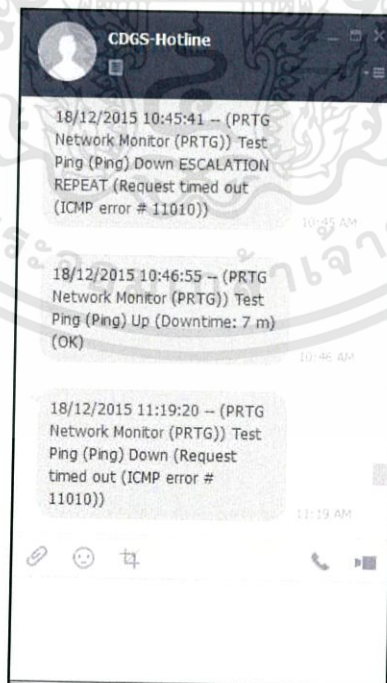 CDGS-Hotline
18/12/2015 10:45:41 -- (PRTG
Network Monitor (PRTG)) Test
Ping (Ping) Down ESCALATION
REPEAT (Request timed out
(ICMP error # 11010))
10:45 AM
18/12/2015 10:46:55 -- (PRTG
Network Monitor (PRTG)) Test
Ping (Ping) Up (Downtime: 7 m)
(OK)
10:46 AM
18/12/2015 11:19:20 -- (PRTG
Network Monitor (PRTG)) Test
Ping (Ping) Down (Request
timed out (ICMP error #
11010))
11:19 AM